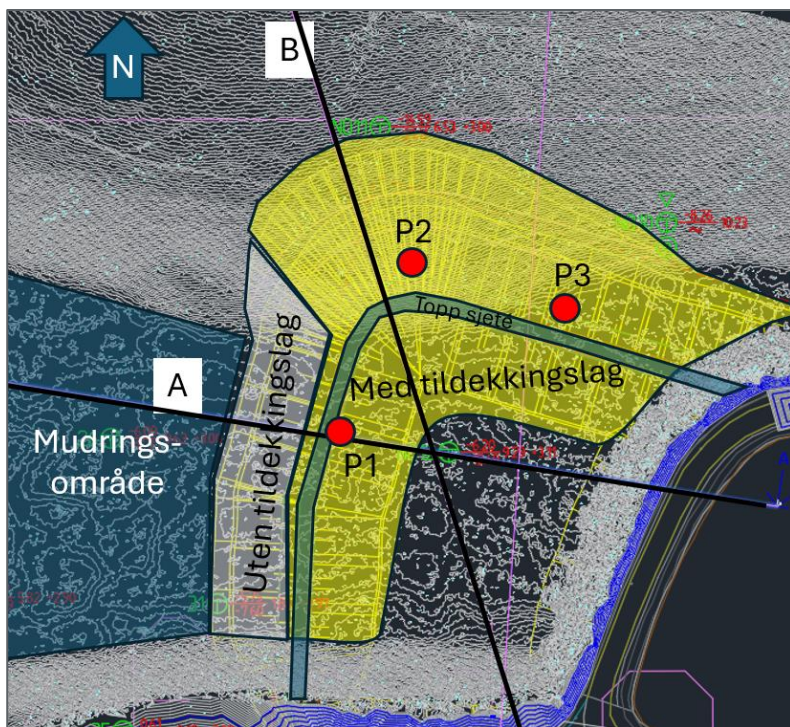 B
N
P2
P3
Topp sjete
A
Med tildekkingslag
Uten tildekkingslag
Mudrings-
område
P1